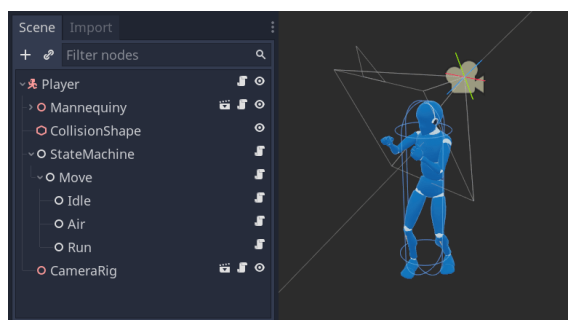 Scene Import
Filter nodes
Player
Mannequiny
CollisionShape
StateMachine
Move
Idle
Air
Run
CameraRig